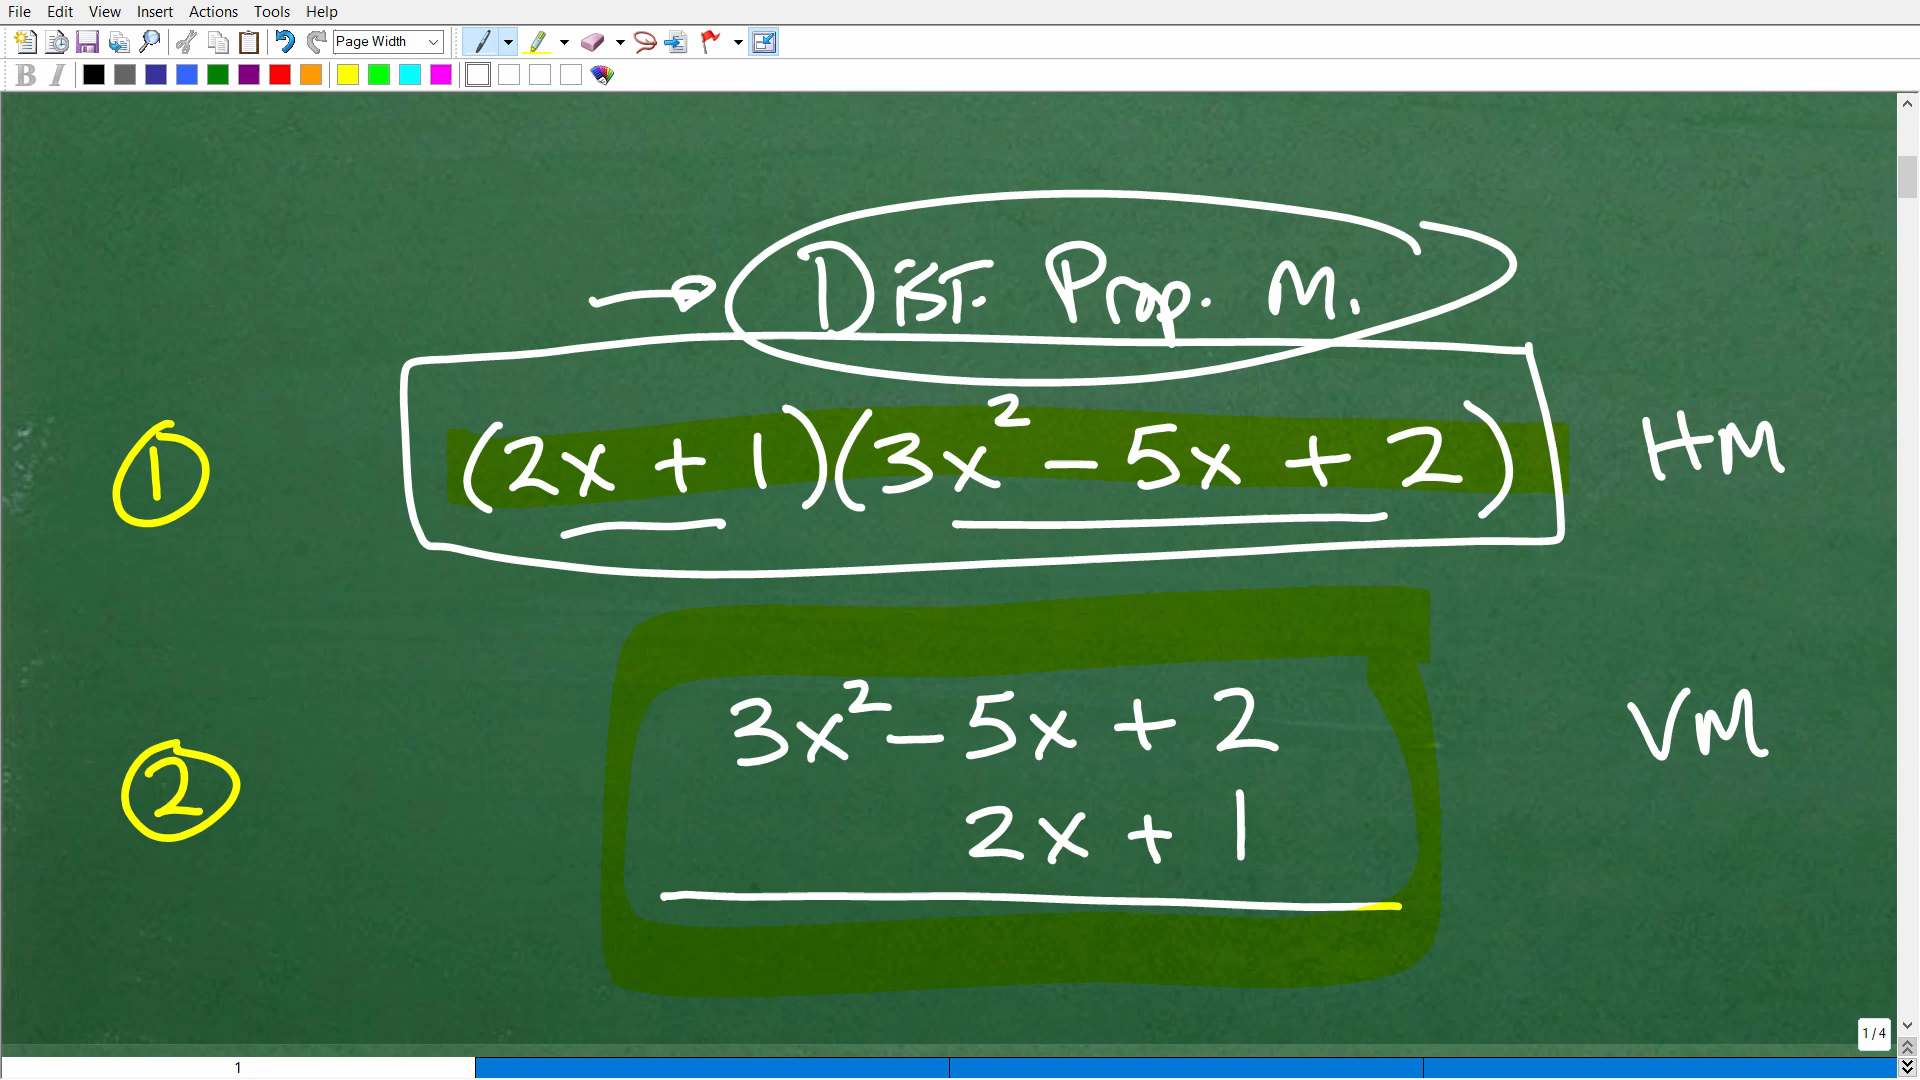 File Edit View Insert Actions Tools Help
Page Width
B I
→ Dist. Prop. M.
① (2x + 1)(3x² - 5x + 2) HM
② 3x² - 5x + 2 VM
2x + 1
1 / 4
1